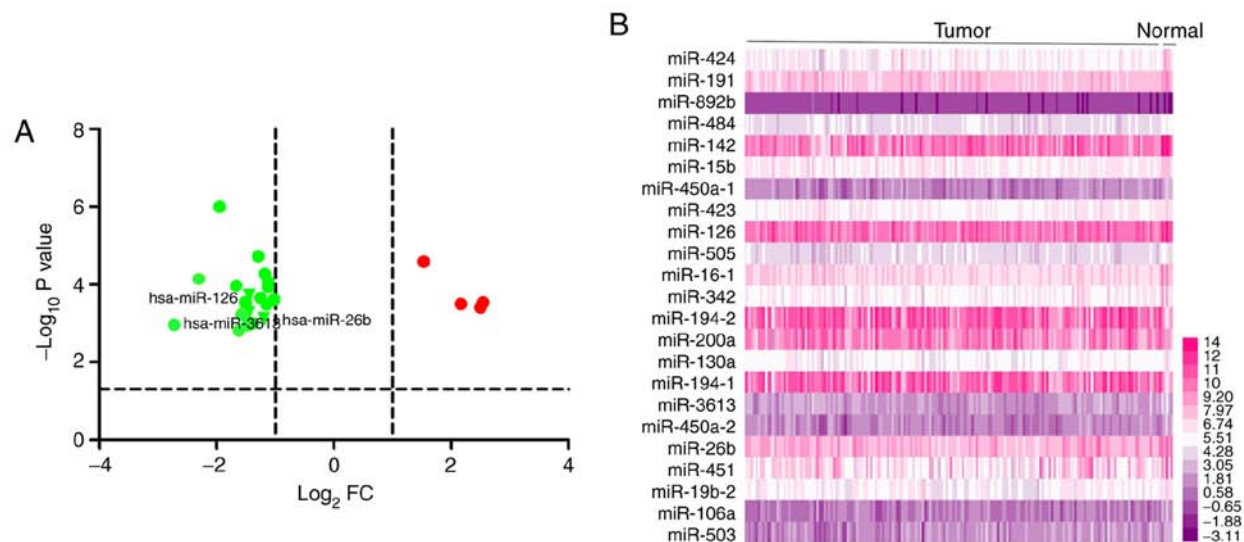 A
8
6
4
2
0
−Log10 P value
hsa-miR-126
hsa-miR-3613
hsa-miR-26b
−4
−2
0
2
4
Log2 FC
B
Tumor
Normal
miR-424
miR-191
miR-892b
miR-484
miR-142
miR-15b
miR-450a-1
miR-423
miR-126
miR-505
miR-16-1
miR-342
miR-194-2
miR-200a
miR-130a
miR-194-1
miR-3613
miR-450a-2
miR-26b
miR-451
miR-19b-2
miR-106a
miR-503
14
12
11
10
9.20
7.97
6.74
5.51
4.28
3.05
1.81
0.58
−0.65
−1.88
−3.11